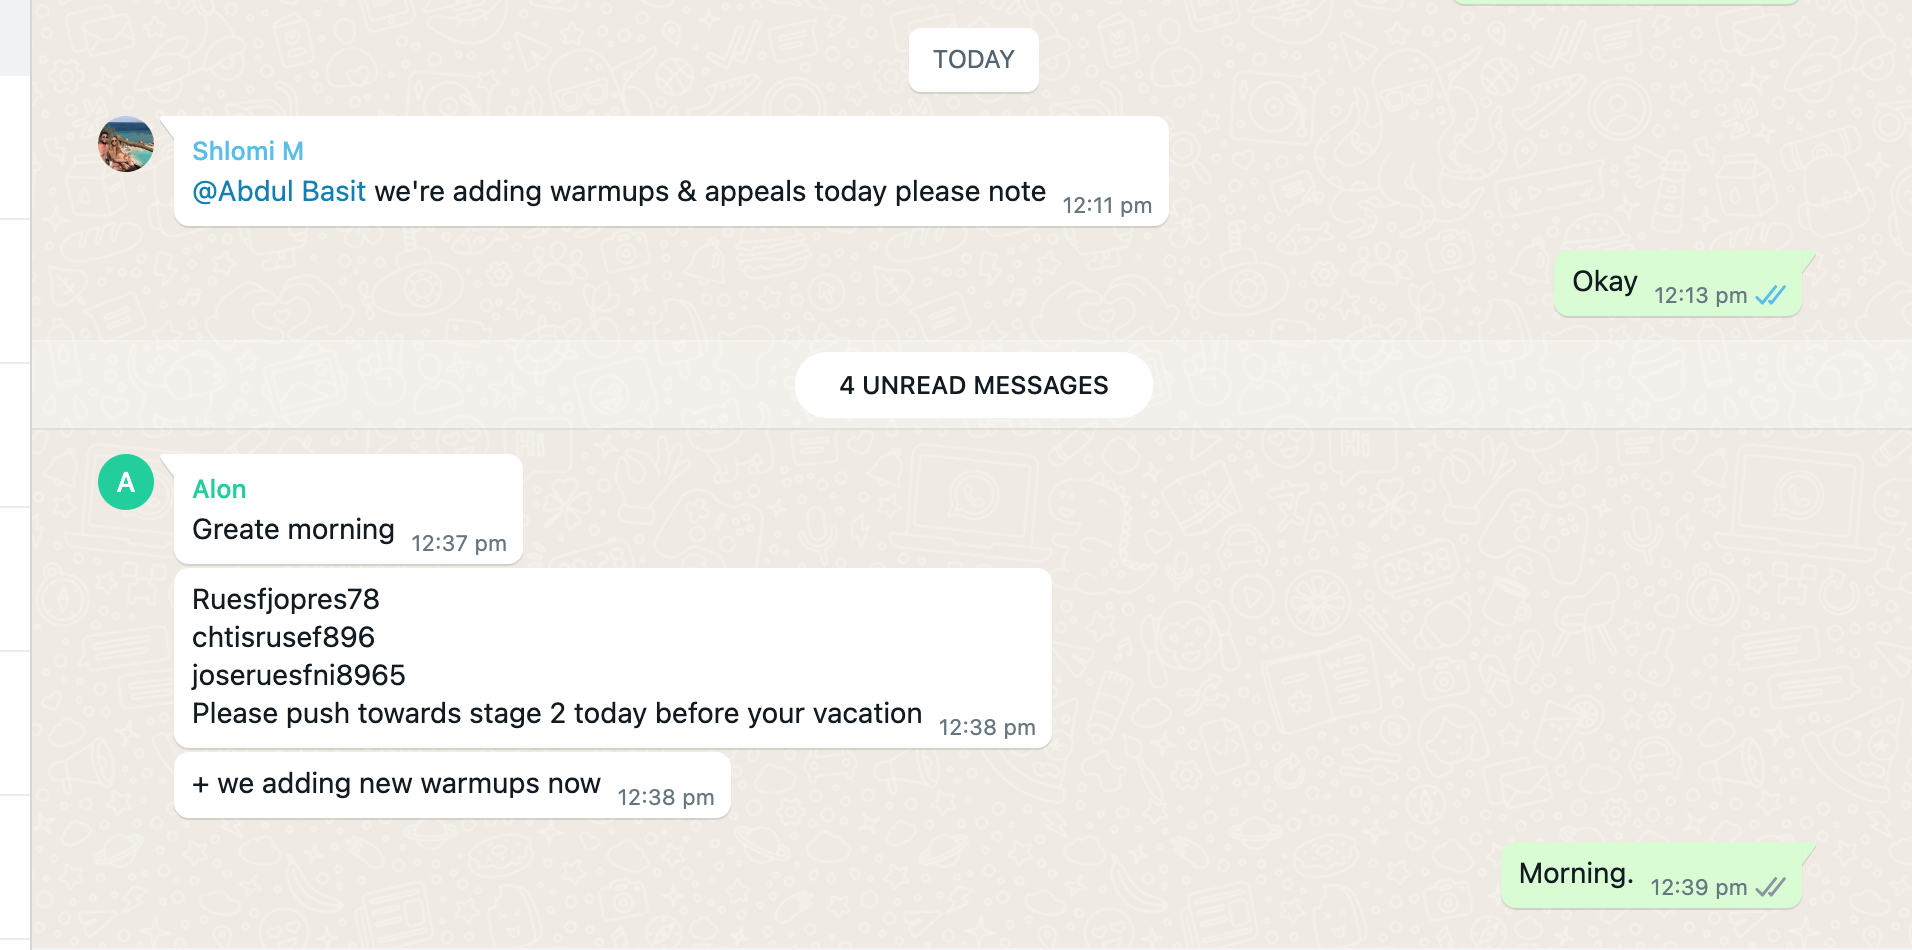 TODAY
Shlomi M
@Abdul Basit we're adding warmups & appeals today please note 12:11 pm
Okay 12:13 pm
4 UNREAD MESSAGES
A
Alon
Greate morning 12:37 pm
Ruesfjopres78
chtisrusef896
joseruesfni8965
Please push towards stage 2 today before your vacation 12:38 pm
+ we adding new warmups now 12:38 pm
Morning. 12:39 pm